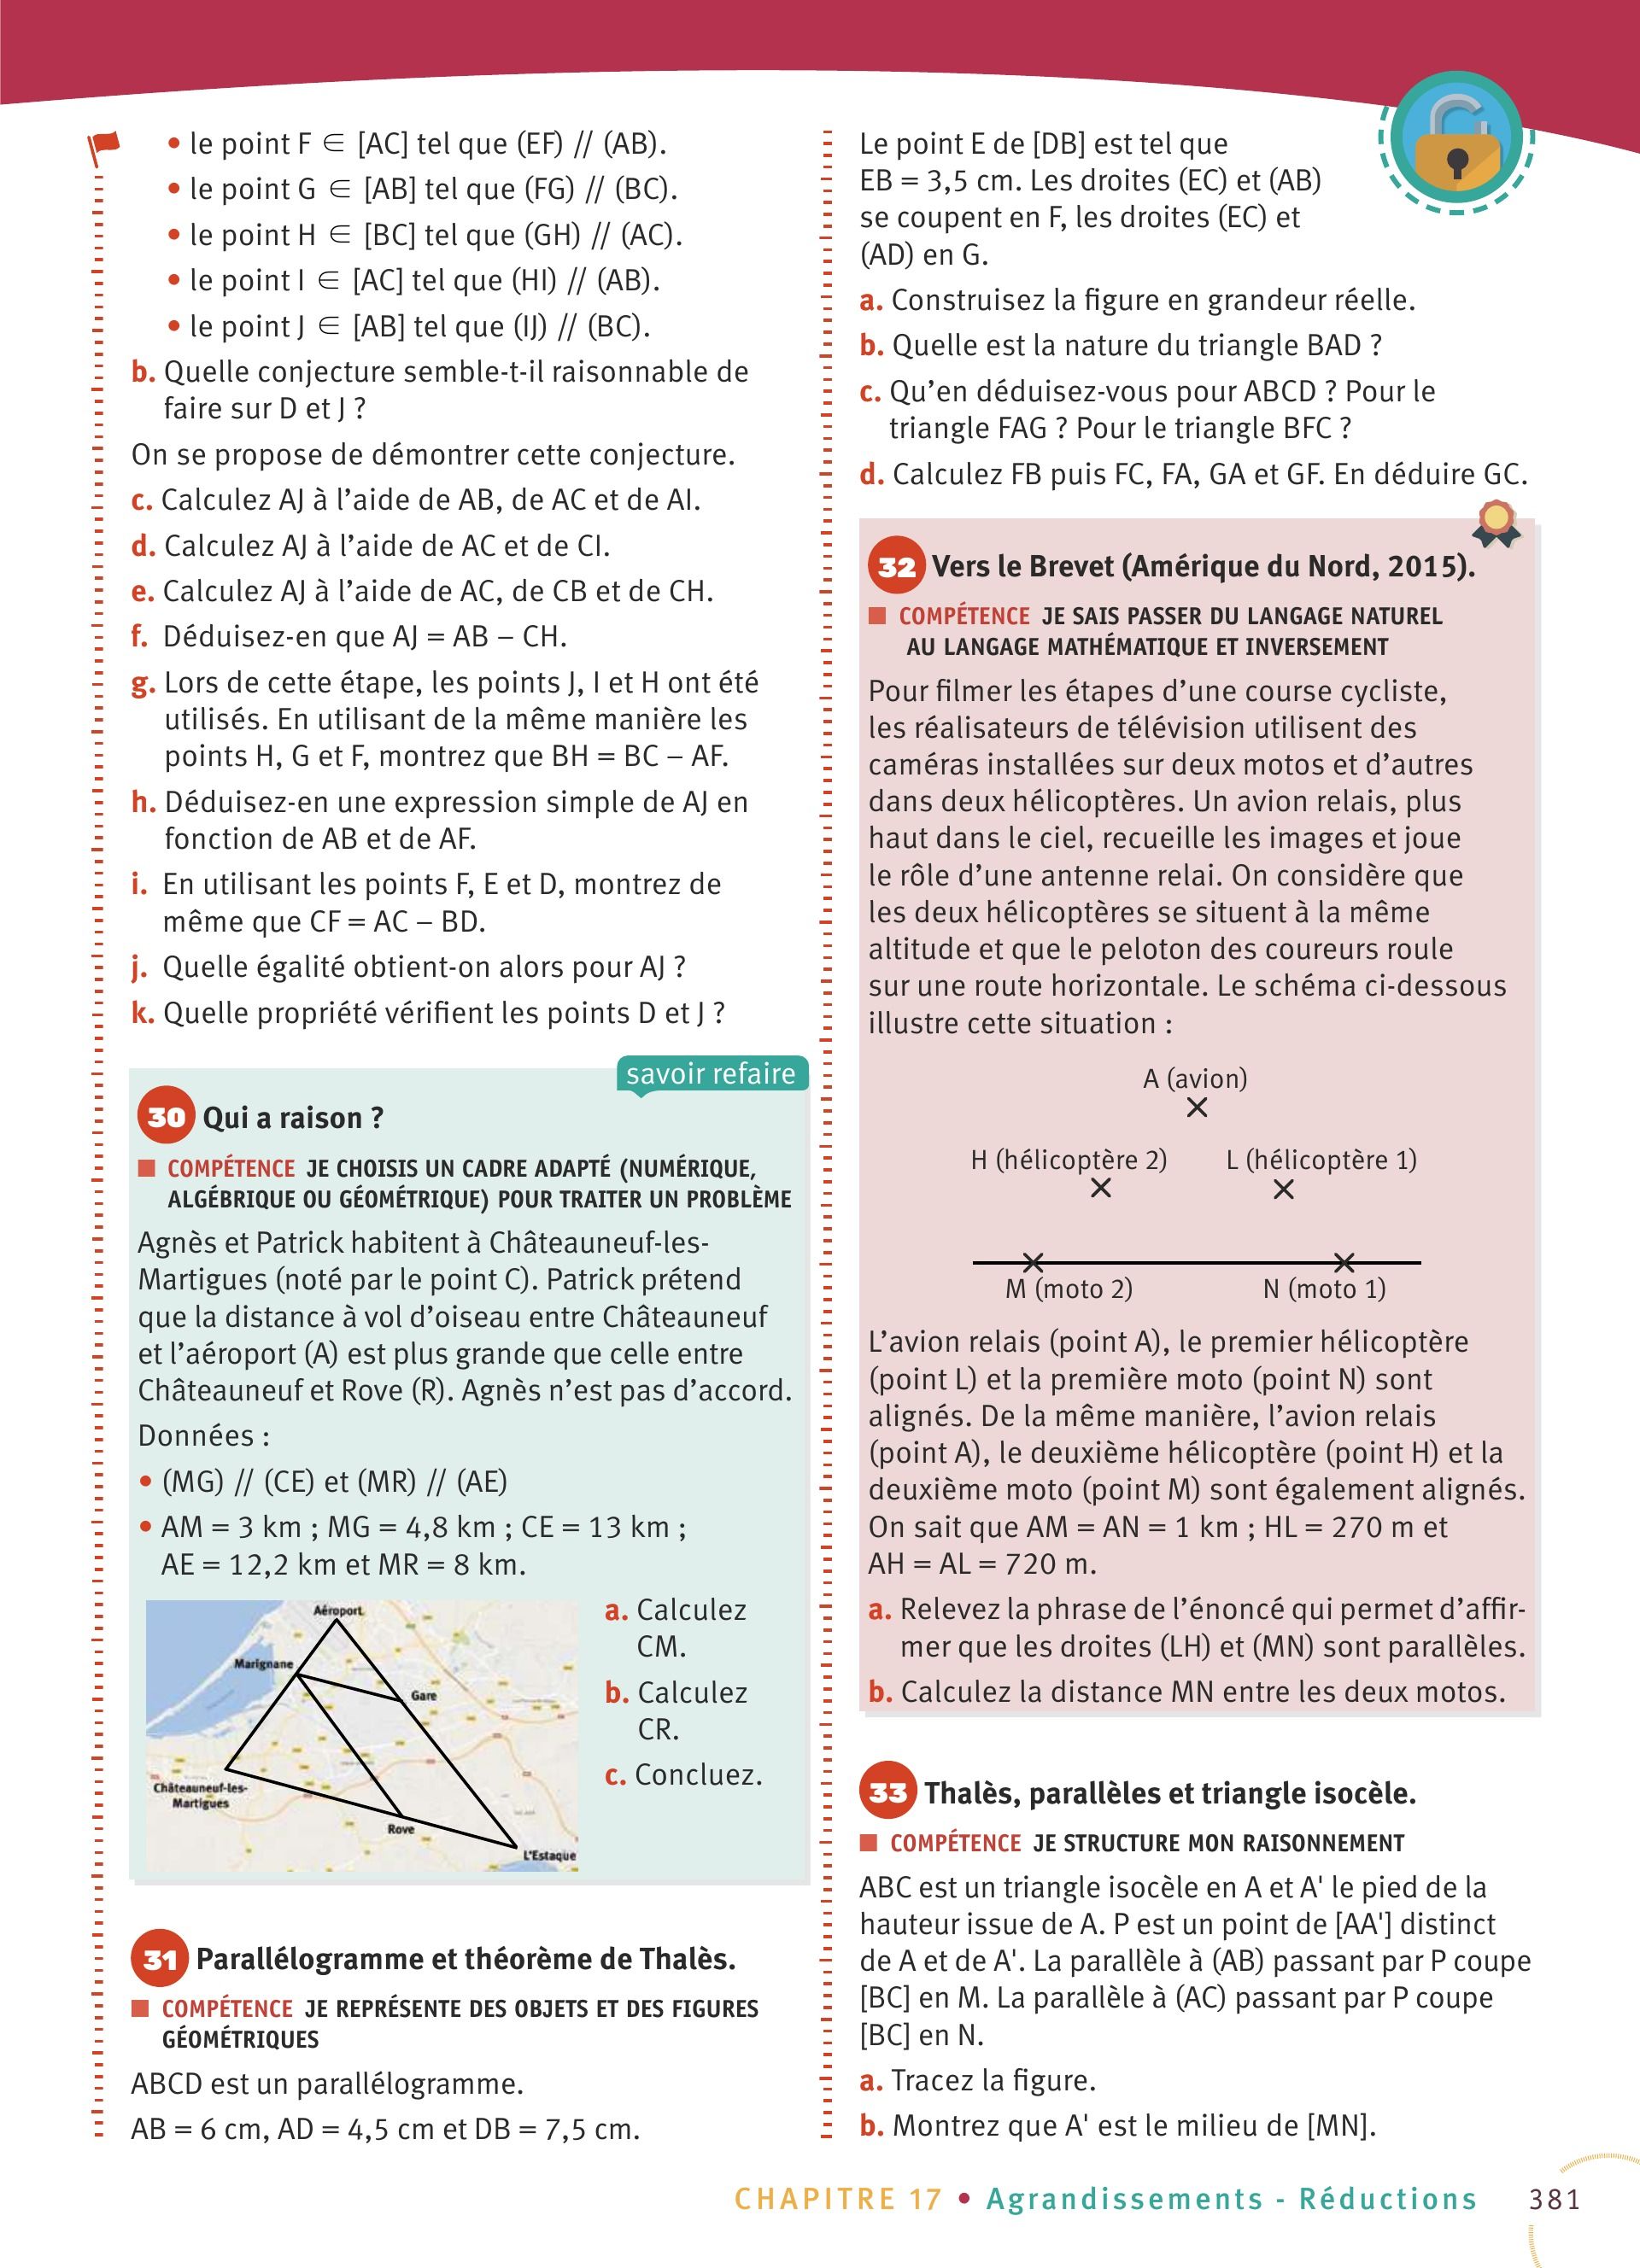 • le point F ∈ [AC] tel que (EF) // (AB).
• le point G ∈ [AB] tel que (FG) // (BC).
• le point H ∈ [BC] tel que (GH) // (AC).
• le point I ∈ [AC] tel que (HI) // (AB).
• le point J ∈ [AB] tel que (IJ) // (BC).
b. Quelle conjecture semble-t-il raisonnable de
faire sur D et J ?
On se propose de démontrer cette conjecture.
c. Calculez AJ à l'aide de AB, de AC et de AI.
d. Calculez AJ à l'aide de AC et de CI.
e. Calculez AJ à l'aide de AC, de CB et de CH.
f. Déduisez-en que AJ = AB – CH.
g. Lors de cette étape, les points J, I et H ont été
utilisés. En utilisant de la même manière les
points H, G et F, montrez que BH = BC – AF.
h. Déduisez-en une expression simple de AJ en
fonction de AB et de AF.
i. En utilisant les points F, E et D, montrez de
même que CF = AC – BD.
j. Quelle égalité obtient-on alors pour AJ ?
k. Quelle propriété vérifient les points D et J ?
savoir refaire
30 Qui a raison ?
■ COMPÉTENCE JE CHOISIS UN CADRE ADAPTÉ (NUMÉRIQUE,
ALGÉBRIQUE OU GÉOMÉTRIQUE) POUR TRAITER UN PROBLÈME
Agnès et Patrick habitent à Châteauneuf-les-
Martigues (noté par le point C). Patrick prétend
que la distance à vol d'oiseau entre Châteauneuf
et l'aéroport (A) est plus grande que celle entre
Châteauneuf et Rove (R). Agnès n'est pas d'accord.
Données :
• (MG) // (CE) et (MR) // (AE)
• AM = 3 km ; MG = 4,8 km ; CE = 13 km ;
AE = 12,2 km et MR = 8 km.
Aéroport
Marignane
Gare
Châteauneuf-les-
Martigues
Rove
L'Estaque
a. Calculez
CM.
b. Calculez
CR.
c. Concluez.
31 Parallélogramme et théorème de Thalès.
■ COMPÉTENCE JE REPRÉSENTE DES OBJETS ET DES FIGURES
GÉOMÉTRIQUES
ABCD est un parallélogramme.
AB = 6 cm, AD = 4,5 cm et DB = 7,5 cm.
Le point E de [DB] est tel que
EB = 3,5 cm. Les droites (EC) et (AB)
se coupent en F, les droites (EC) et
(AD) en G.
a. Construisez la figure en grandeur réelle.
b. Quelle est la nature du triangle BAD ?
c. Qu'en déduisez-vous pour ABCD ? Pour le
triangle FAG ? Pour le triangle BFC ?
d. Calculez FB puis FC, FA, GA et GF. En déduire GC.
32 Vers le Brevet (Amérique du Nord, 2015).
■ COMPÉTENCE JE SAIS PASSER DU LANGAGE NATUREL
AU LANGAGE MATHÉMATIQUE ET INVERSEMENT
Pour filmer les étapes d'une course cycliste,
les réalisateurs de télévision utilisent des
caméras installées sur deux motos et d'autres
dans deux hélicoptères. Un avion relais, plus
haut dans le ciel, recueille les images et joue
le rôle d'une antenne relai. On considère que
les deux hélicoptères se situent à la même
altitude et que le peloton des coureurs roule
sur une route horizontale. Le schéma ci-dessous
illustre cette situation :
A (avion)
H (hélicoptère 2) L (hélicoptère 1)
M (moto 2) N (moto 1)
L'avion relais (point A), le premier hélicoptère
(point L) et la première moto (point N) sont
alignés. De la même manière, l'avion relais
(point A), le deuxième hélicoptère (point H) et la
deuxième moto (point M) sont également alignés.
On sait que AM = AN = 1 km ; HL = 270 m et
AH = AL = 720 m.
a. Relevez la phrase de l'énoncé qui permet d'affir-
mer que les droites (LH) et (MN) sont parallèles.
b. Calculez la distance MN entre les deux motos.
33 Thalès, parallèles et triangle isocèle.
■ COMPÉTENCE JE STRUCTURE MON RAISONNEMENT
ABC est un triangle isocèle en A et A' le pied de la
hauteur issue de A. P est un point de [AA'] distinct
de A et de A'. La parallèle à (AB) passant par P coupe
[BC] en M. La parallèle à (AC) passant par P coupe
[BC] en N.
a. Tracez la figure.
b. Montrez que A' est le milieu de [MN].
CHAPITRE 17 • Agrandissements - Réductions 381